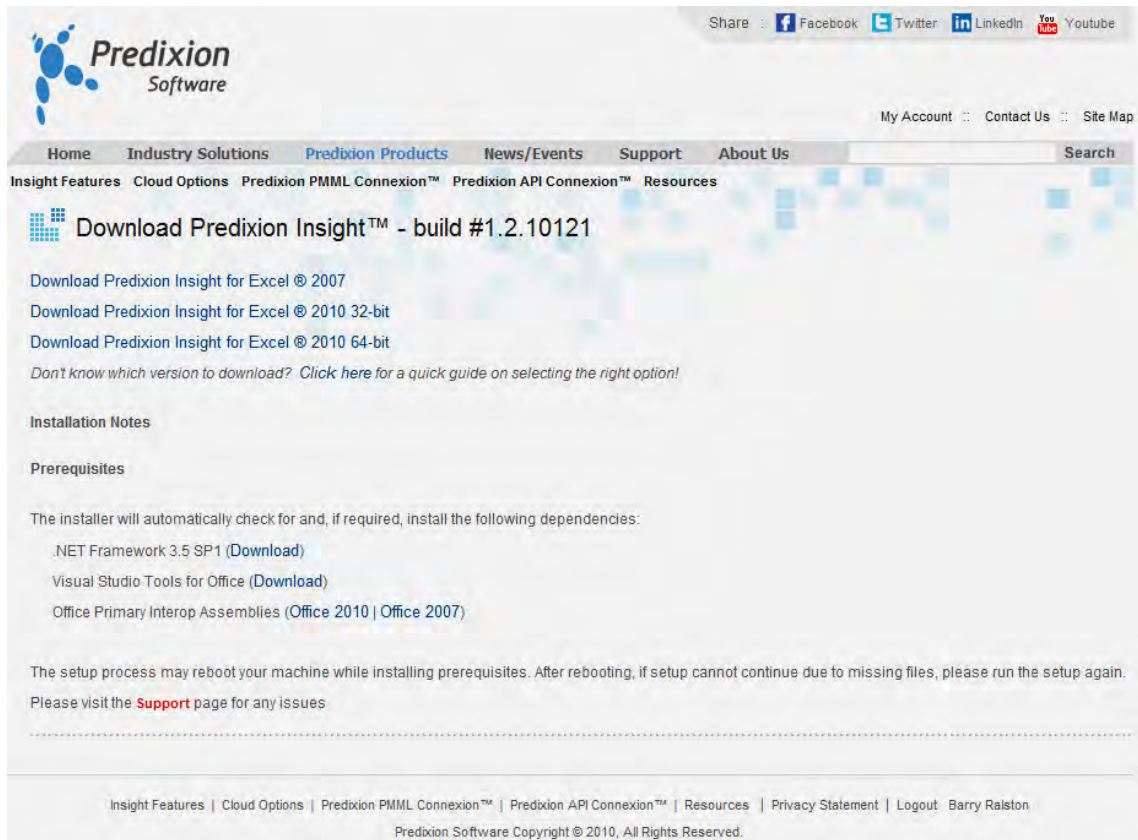 Share : Facebook Twitter LinkedIn You Tube Youtube
Predixion
Software
My Account :: Contact Us :: Site Map
Home Industry Solutions Predixion Products News/Events Support About Us Search
Insight Features Cloud Options Predixion PMML Connexion™ Predixion API Connexion™ Resources
Download Predixion Insight™ - build #1.2.10121
Download Predixion Insight for Excel ® 2007
Download Predixion Insight for Excel ® 2010 32-bit
Download Predixion Insight for Excel ® 2010 64-bit
Don't know which version to download? Click here for a quick guide on selecting the right option!
Installation Notes
Prerequisites
The installer will automatically check for and, if required, install the following dependencies:
.NET Framework 3.5 SP1 (Download)
Visual Studio Tools for Office (Download)
Office Primary Interop Assemblies (Office 2010 | Office 2007)
The setup process may reboot your machine while installing prerequisites. After rebooting, if setup cannot continue due to missing files, please run the setup again.
Please visit the Support page for any issues
Insight Features | Cloud Options | Predixion PMML Connexion™ | Predixion API Connexion™ | Resources | Privacy Statement | Logout Barry Ralston
Predixion Software Copyright © 2010, All Rights Reserved.